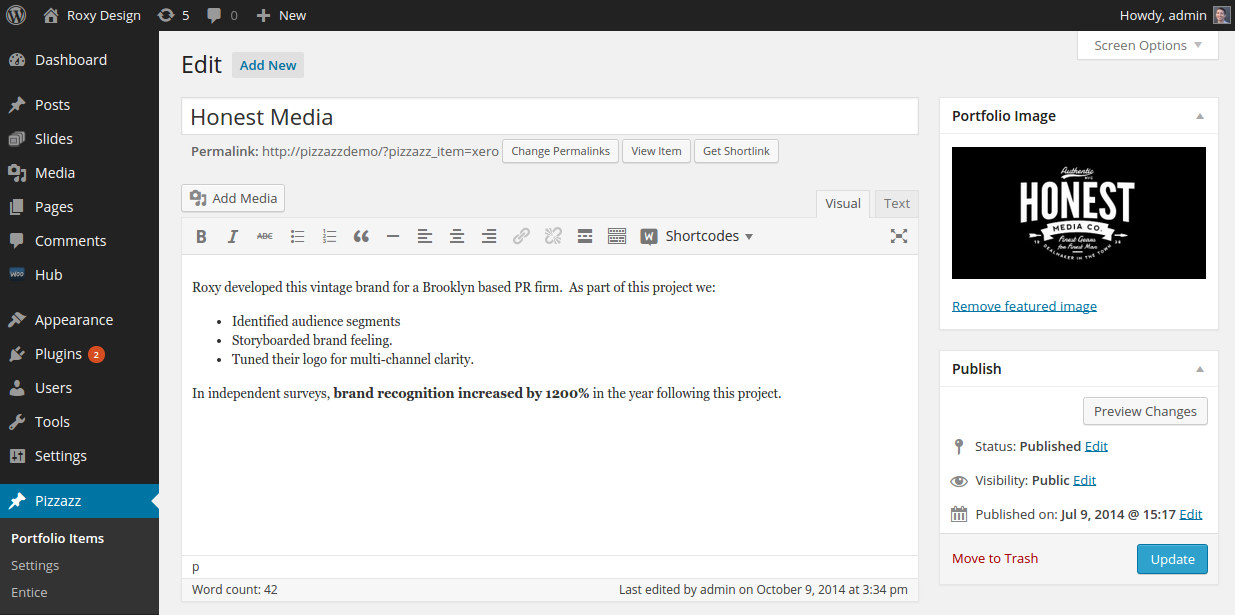 Roxy Design 5 0 New Howdy, admin
Screen Options
Dashboard
Posts
Slides
Media
Pages
Comments
WOO Hub
Appearance
Plugins 2
Users
Tools
Settings
Pizzazz
Portfolio Items
Settings
Entice
Edit Add New
Honest Media
Permalink: http://pizzazzdemo/?pizzazz_item=xero Change Permalinks View Item Get Shortlink
Add Media Visual Text
B I ABC W Shortcodes
Roxy developed this vintage brand for a Brooklyn based PR firm. As part of this project we:
• Identified audience segments
• Storyboarded brand feeling.
• Tuned their logo for multi-channel clarity.
In independent surveys, brand recognition increased by 1200% in the year following this project.
p
Word count: 42 Last edited by admin on October 9, 2014 at 3:34 pm
Portfolio Image
Authentic
NYC
HONEST
MEDIA CO.
Finest Goans
for Finest Man
DEALMAKER IN THE TOWN
Remove featured image
Publish
Preview Changes
Status: Published Edit
Visibility: Public Edit
Published on: Jul 9, 2014 @ 15:17 Edit
Move to Trash Update